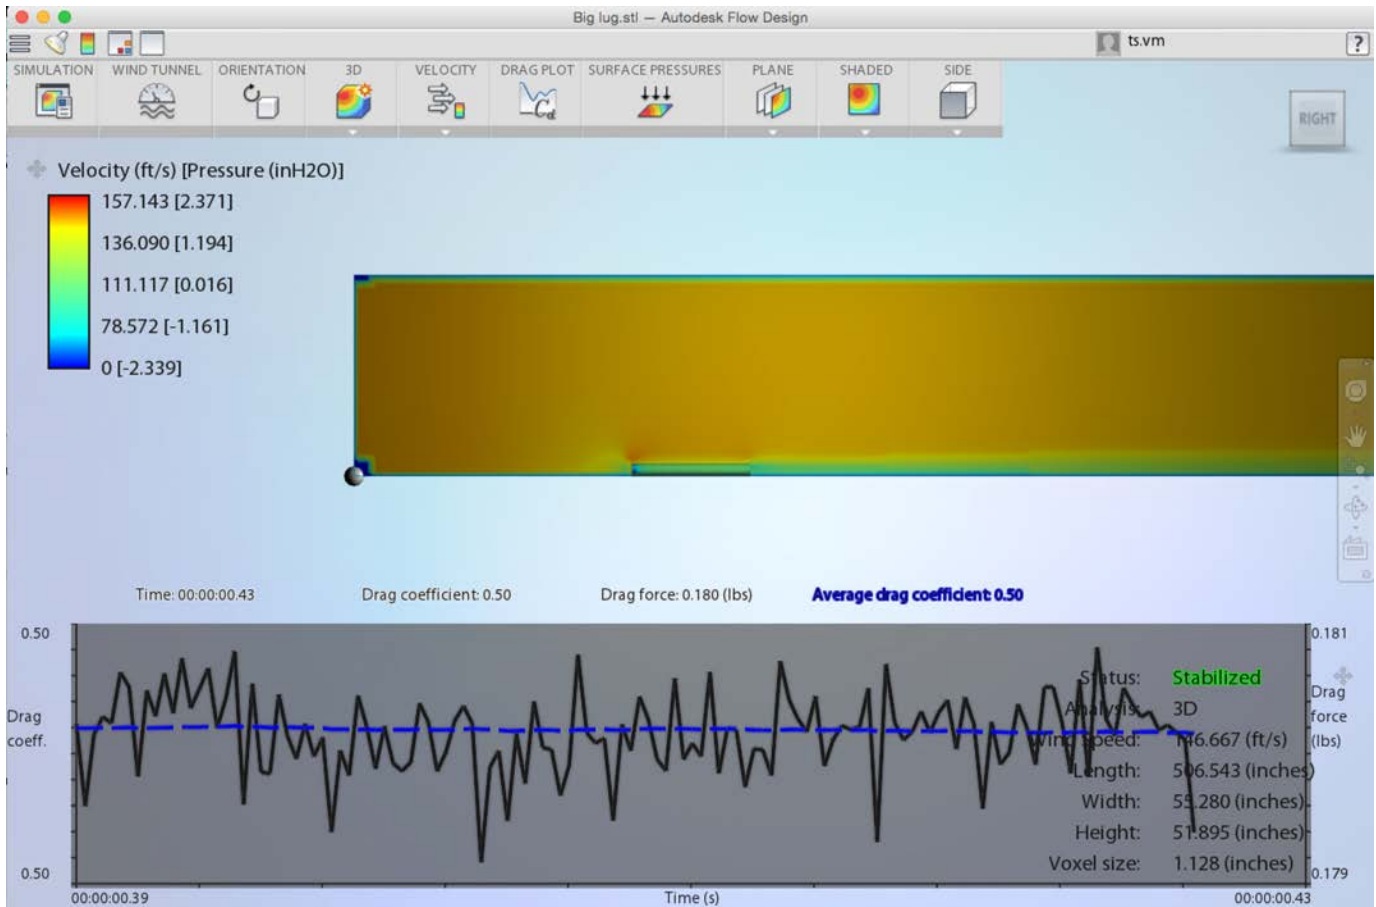 Big lug.stl — Autodesk Flow Design
ts.vm
?
SIMULATION WIND TUNNEL ORIENTATION 3D VELOCITY DRAG PLOT SURFACE PRESSURES PLANE SHADED SIDE
Cd
RIGHT
Velocity (ft/s) [Pressure (inH2O)]
157.143 [2.371]
136.090 [1.194]
111.117 [0.016]
78.572 [-1.161]
0 [-2.339]
Time: 00:00:00.43 Drag coefficient: 0.50 Drag force: 0.180 (lbs) Average drag coefficient: 0.50
0.50
0.181
Status: Stabilized
Analysis: 3D
Drag
coeff.
Drag
force
(lbs)
Wind Speed: 146.667 (ft/s)
Length: 506.543 (inches)
Width: 55.280 (inches)
Height: 51.895 (inches)
Voxel size: 1.128 (inches)
0.50
0.179
00:00:00.39 Time (s) 00:00:00.43